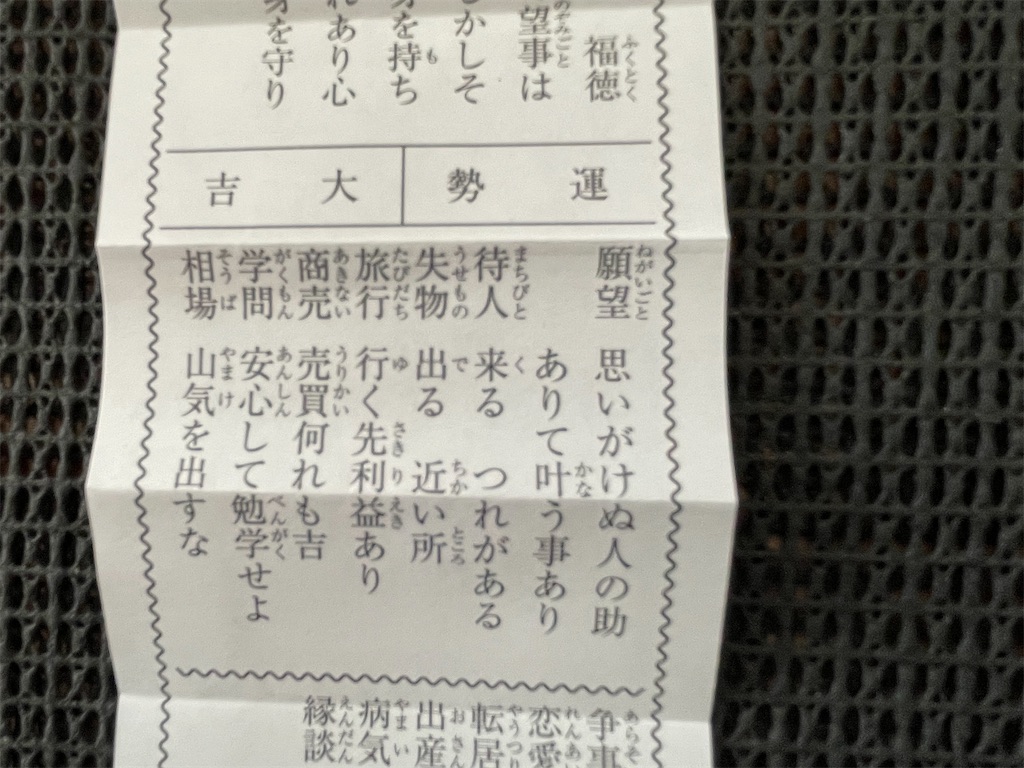 福徳
望事は
かしそ
を持ち
れあり心
身を守り
運勢 大吉
願望 思いがけぬ人の助
ありて叶う事あり
待人 来る つれがある
失物 出る 近い所
旅行 行く先利益あり
商売 売買何れも吉
学問 安心して勉学せよ
相場 山気を出すな
争事
恋愛
転居
出産
病気
縁談